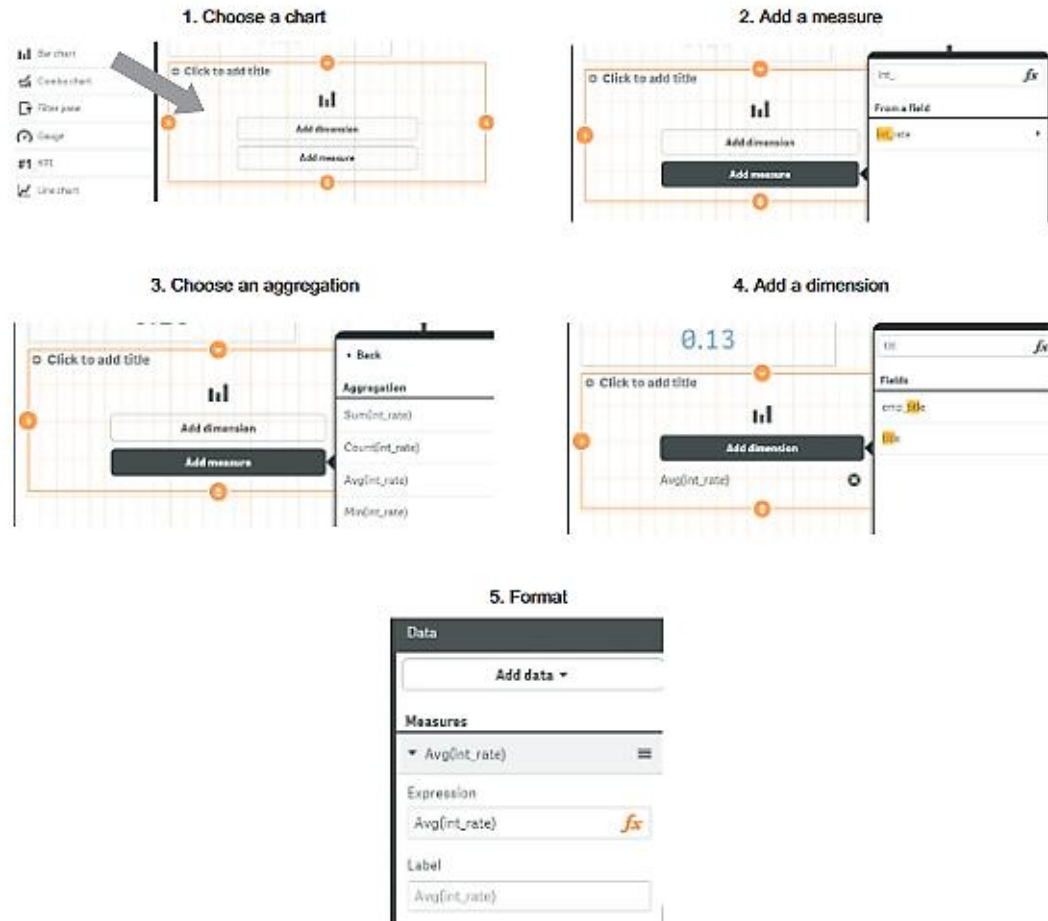 1. Choose a chart
Bar chart
Combo chart
Filter pane
Gauge
#1 KPI
Line chart
Click to add title
Add dimension
Add measure
2. Add a measure
Click to add title
Add dimension
Add measure
int_
fx
From a field
int_rate
3. Choose an aggregation
Click to add title
Add dimension
Add measure
Back
Aggregation
Sum(int_rate)
Count(int_rate)
Avg(int_rate)
Min(int_rate)
4. Add a dimension
0.13
Click to add title
Add dimension
Avg(int_rate)
fx
Fields
emp_title
title
5. Format
Data
Add data
Measures
Avg(int_rate)
Expression
Avg(int_rate)
fx
Label
Avg(int_rate)